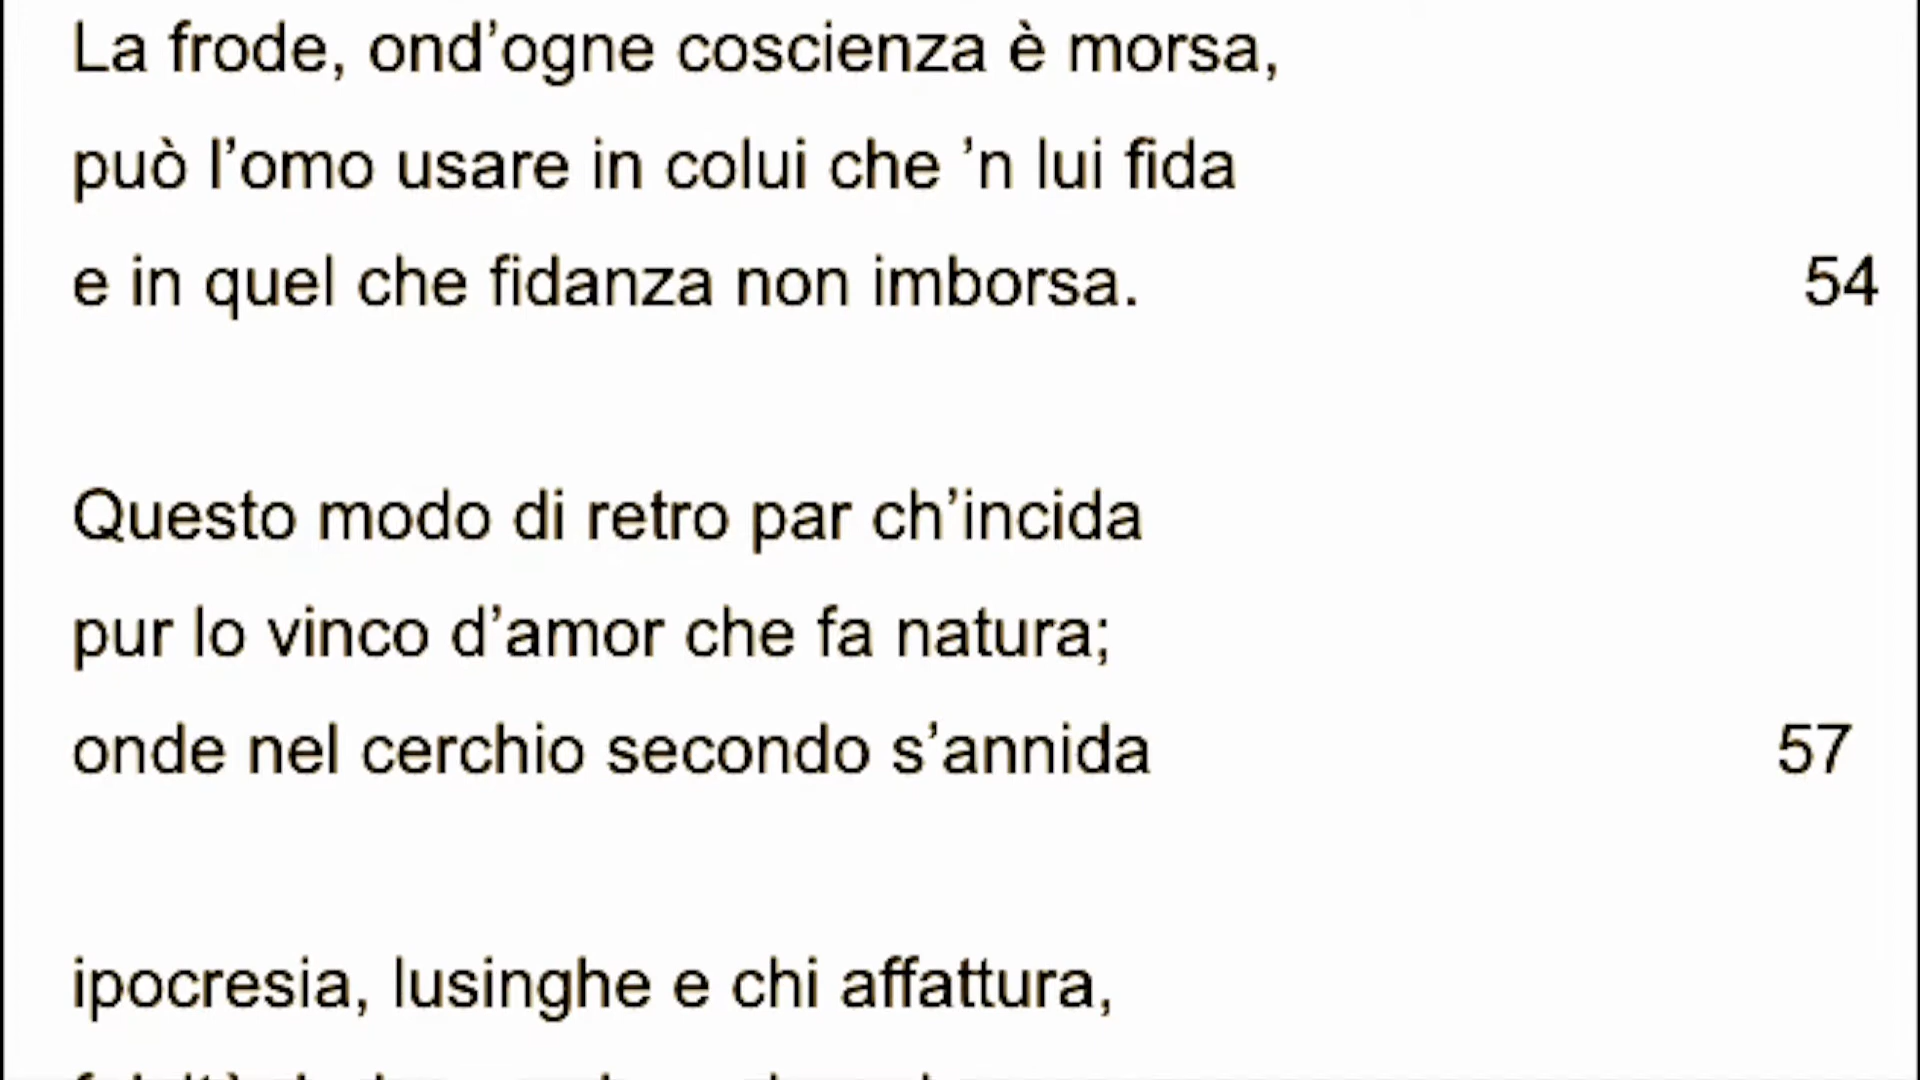 La frode, ond’ogne coscienza è morsa,
può l’omo usare in colui che ’n lui fida
e in quel che fidanza non imborsa. 54
Questo modo di retro par ch’incida
pur lo vinco d’amor che fa natura;
onde nel cerchio secondo s’annida 57
ipocresia, lusinghe e chi affattura,